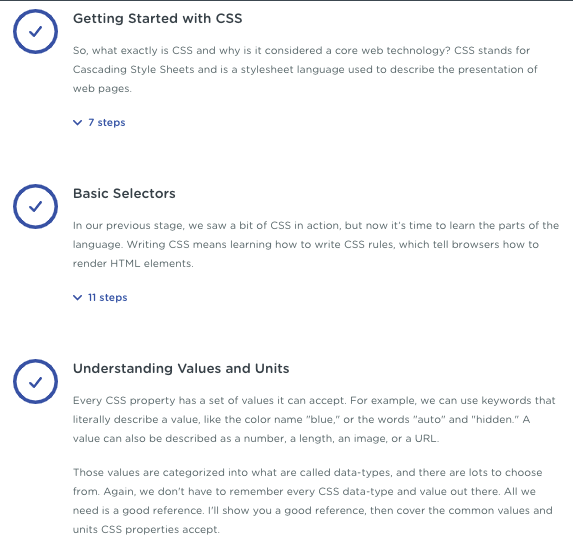 Getting Started with CSS
So, what exactly is CSS and why is it considered a core web technology? CSS stands for
Cascading Style Sheets and is a stylesheet language used to describe the presentation of
web pages.
7 steps
Basic Selectors
In our previous stage, we saw a bit of CSS in action, but now it's time to learn the parts of the
language. Writing CSS means learning how to write CSS rules, which tell browsers how to
render HTML elements.
11 steps
Understanding Values and Units
Every CSS property has a set of values it can accept. For example, we can use keywords that
literally describe a value, like the color name "blue," or the words "auto" and "hidden." A
value can also be described as a number, a length, an image, or a URL.
Those values are categorized into what are called data-types, and there are lots to choose
from. Again, we don't have to remember every CSS data-type and value out there. All we
need is a good reference. I'll show you a good reference, then cover the common values and
units CSS properties accept.